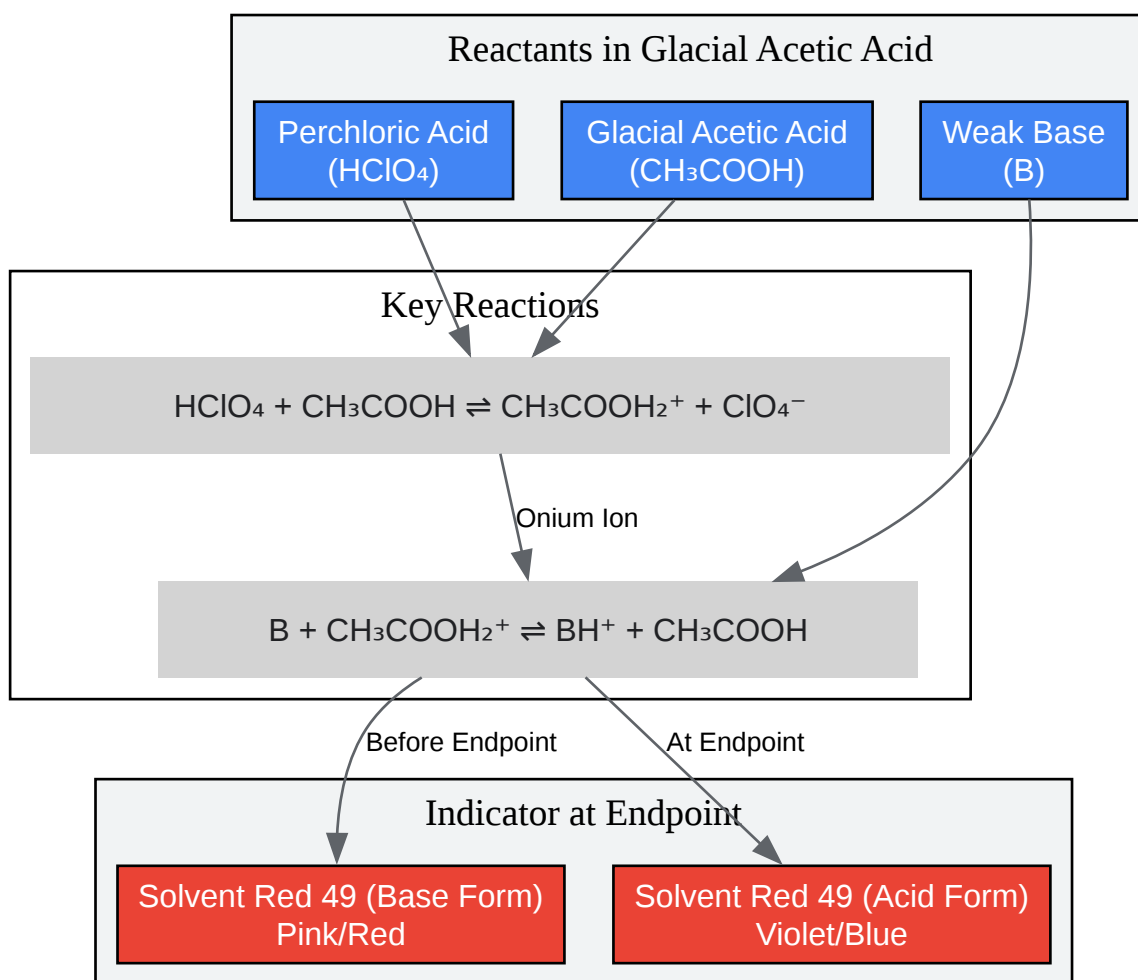 Reactants in Glacial Acetic Acid
Perchloric Acid
(HClO₄)
Glacial Acetic Acid
(CH₃COOH)
Weak Base
(B)
Key Reactions
HClO₄ + CH₃COOH ⇌ CH₃COOH₂⁺ + ClO₄⁻
Onium Ion
B + CH₃COOH₂⁺ ⇌ BH⁺ + CH₃COOH
Before Endpoint
At Endpoint
Indicator at Endpoint
Solvent Red 49 (Base Form)
Pink/Red
Solvent Red 49 (Acid Form)
Violet/Blue